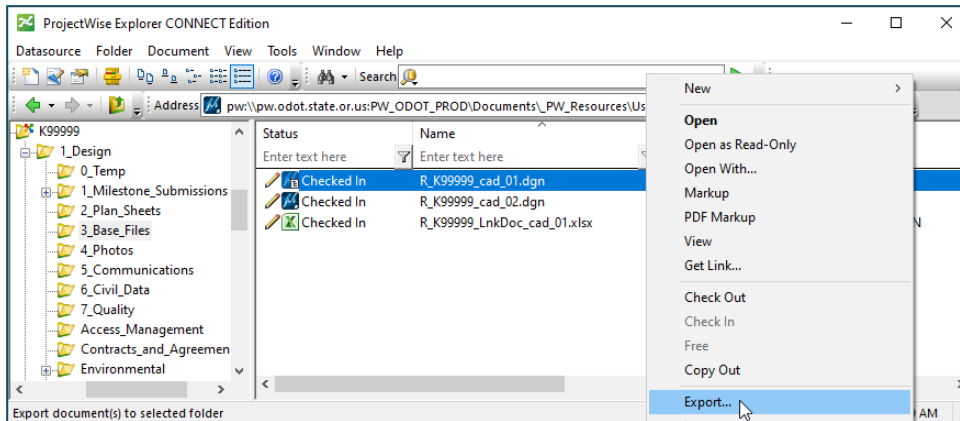 ProjectWise Explorer CONNECT Edition
Datasource Folder Document View Tools Window Help
Search
Address pw:\\pw.odot.state.or.us:PW_ODOT_PROD\Documents\_PW_Resources\Us
K99999
1_Design
0_Temp
1_Milestone_Submissions
2_Plan_Sheets
3_Base_Files
4_Photos
5_Communications
6_Civil_Data
7_Quality
Access_Management
Contracts_and_Agreemen
Environmental
Status Name
Enter text here Enter text here
Checked In R_K99999_cad_01.dgn
Checked In R_K99999_cad_02.dgn
Checked In R_K99999_LnkDoc_cad_01.xlsx
New
Open
Open as Read-Only
Open With...
Markup
PDF Markup
View
Get Link...
Check Out
Check In
Free
Copy Out
Export...
N
Export document(s) to selected folder
AM